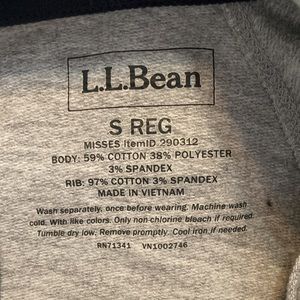 L.L.Bean
S REG
MISSES ItemID 290312
BODY: 59% COTTON 38% POLYESTER
3% SPANDEX
RIB: 97% COTTON 3% SPANDEX
MADE IN VIETNAM
Wash separately, once before wearing. Machine wash
cold. With like colors. Only non chlorine bleach if required
Tumble dry low. Remove promptly. Cool iron if needed.
RN71341 VN1002746